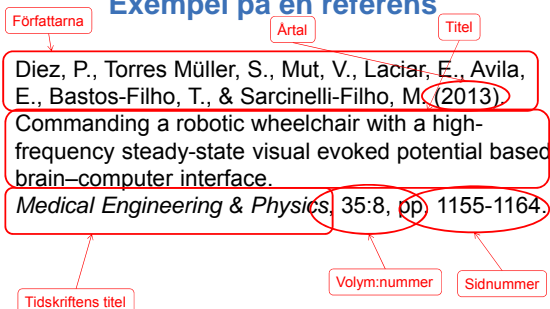 Exempel på en referens
Författarna
Årtal
Titel
Diez, P., Torres Müller, S., Mut, V., Laciar, E., Avila,
E., Bastos-Filho, T., & Sarcinelli-Filho, M. (2013).
Commanding a robotic wheelchair with a high-
frequency steady-state visual evoked potential based
brain–computer interface.
Medical Engineering & Physics, 35:8, pp. 1155-1164.
Volym:nummer
Sidnummer
Tidskriftens titel